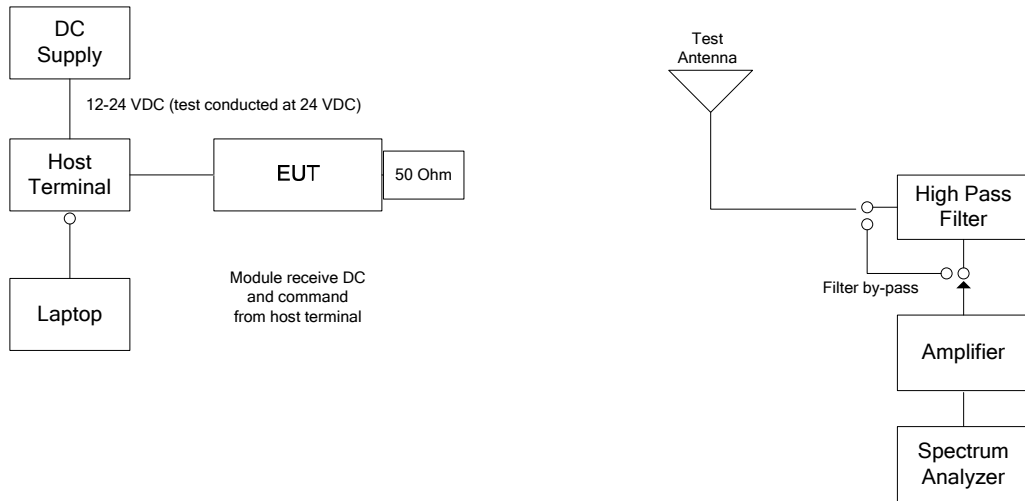 DC
Supply
12-24 VDC (test conducted at 24 VDC)
Host
Terminal
EUT
50 Ohm
Laptop
Module receive DC
and command
from host terminal
Test
Antenna
High Pass
Filter
Filter by-pass
Amplifier
Spectrum
Analyzer